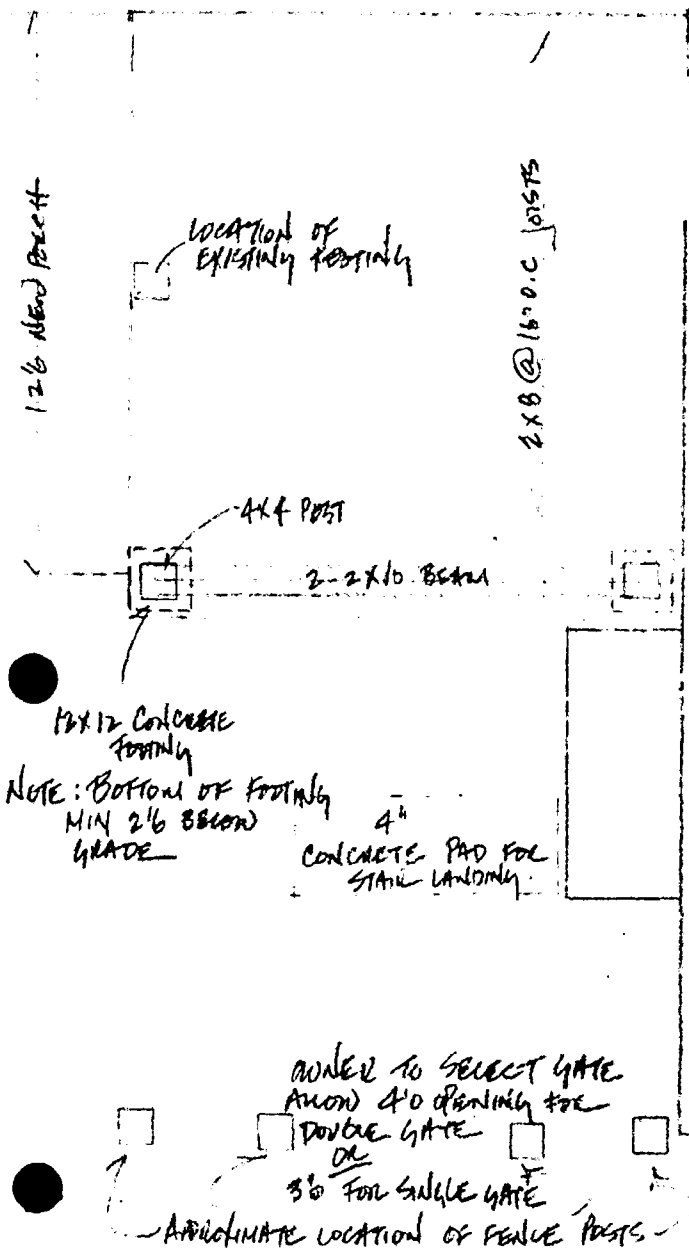 LOCATION OF
EXISTING FOOTING
12'6 NEW PORCH
2X8 @ 16" O.C JOISTS
4X4 POST
2-2X10 BEAM
12X12 CONCRETE
FOOTING
NOTE: BOTTOM OF FOOTING
MIN 2'6 BELOW
GRADE
4"
CONCRETE PAD FOR
STAIR LANDING
OWNER TO SELECT GATE
ALLOW 4'0 OPENING FOR
DOUBLE GATE
OR
3'6 FOR SINGLE GATE
APPROXIMATE LOCATION OF FENCE POSTS